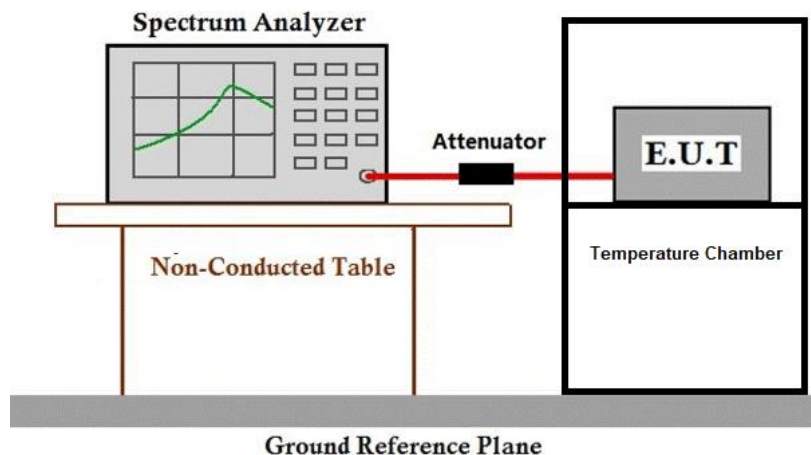 Spectrum Analyzer
Attenuator
E.U.T
Non-Conducted Table
Temperature Chamber
Ground Reference Plane